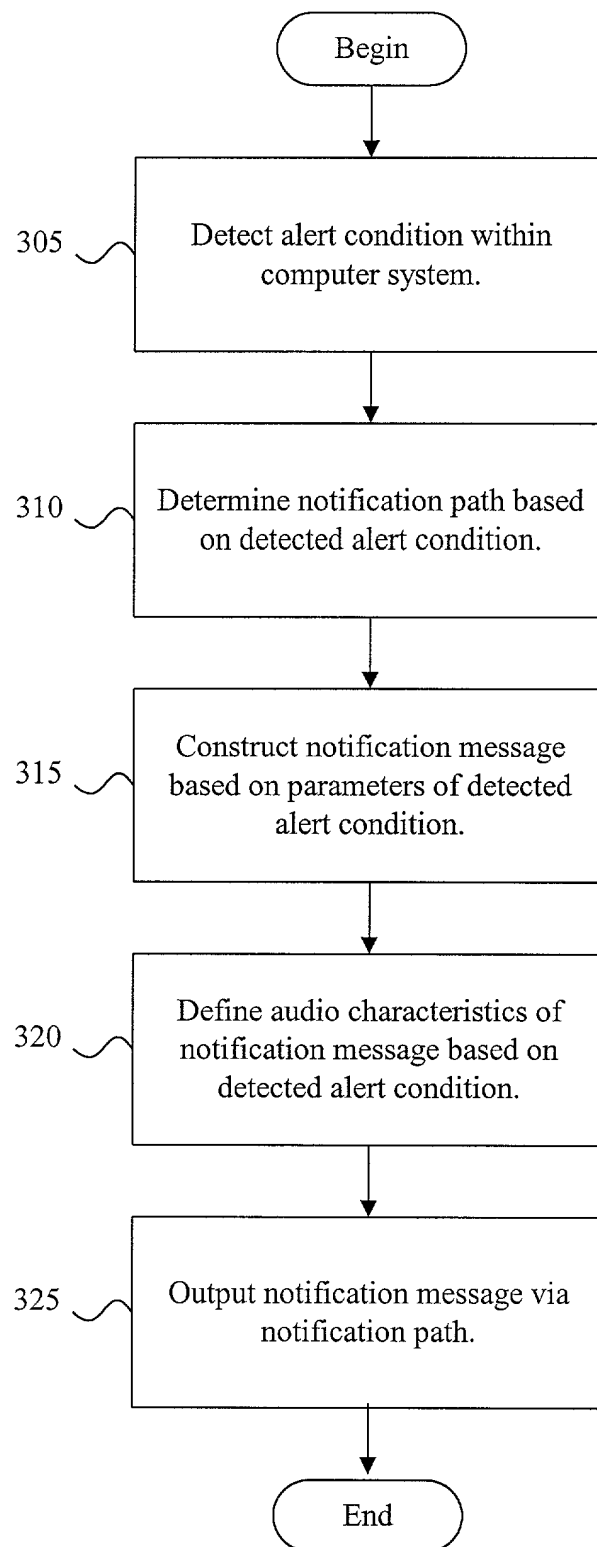 Begin
305
Detect alert condition within
computer system.
310
Determine notification path based
on detected alert condition.
315
Construct notification message
based on parameters of detected
alert condition.
320
Define audio characteristics of
notification message based on
detected alert condition.
325
Output notification message via
notification path.
End